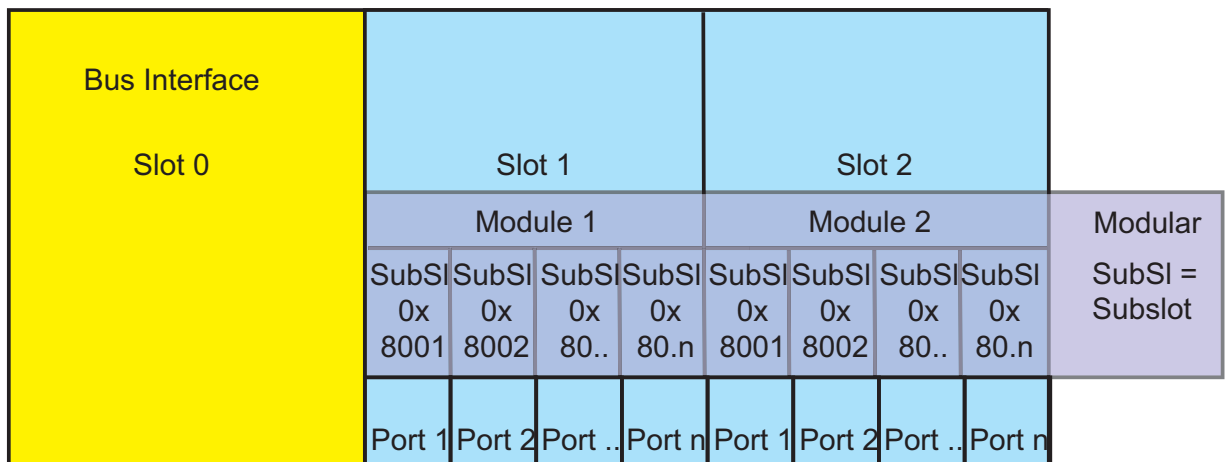 Bus Interface
Slot 0
Slot 1
Slot 2
Module 1
Module 2
Modular
SubSl SubSl SubSl SubSl SubSl SubSl SubSl SubSl
0x 0x 0x 0x 0x 0x 0x 0x
8001 8002 80.. 80.n 8001 8002 80.. 80.n
SubSl =
Subslot
Port 1 Port 2 Port .. Port n Port 1 Port 2 Port .. Port n